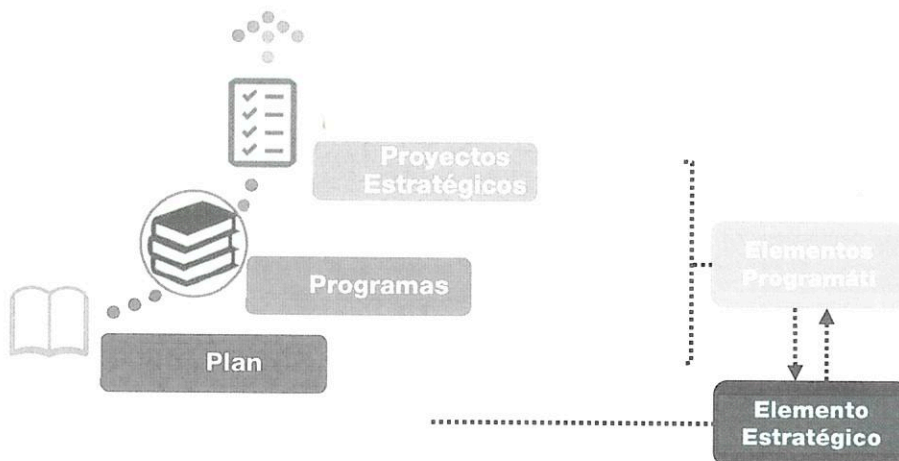 Proyectos
Estratégicos
Programas
Plan
Elementos
Programáti
Elemento
Estratégico